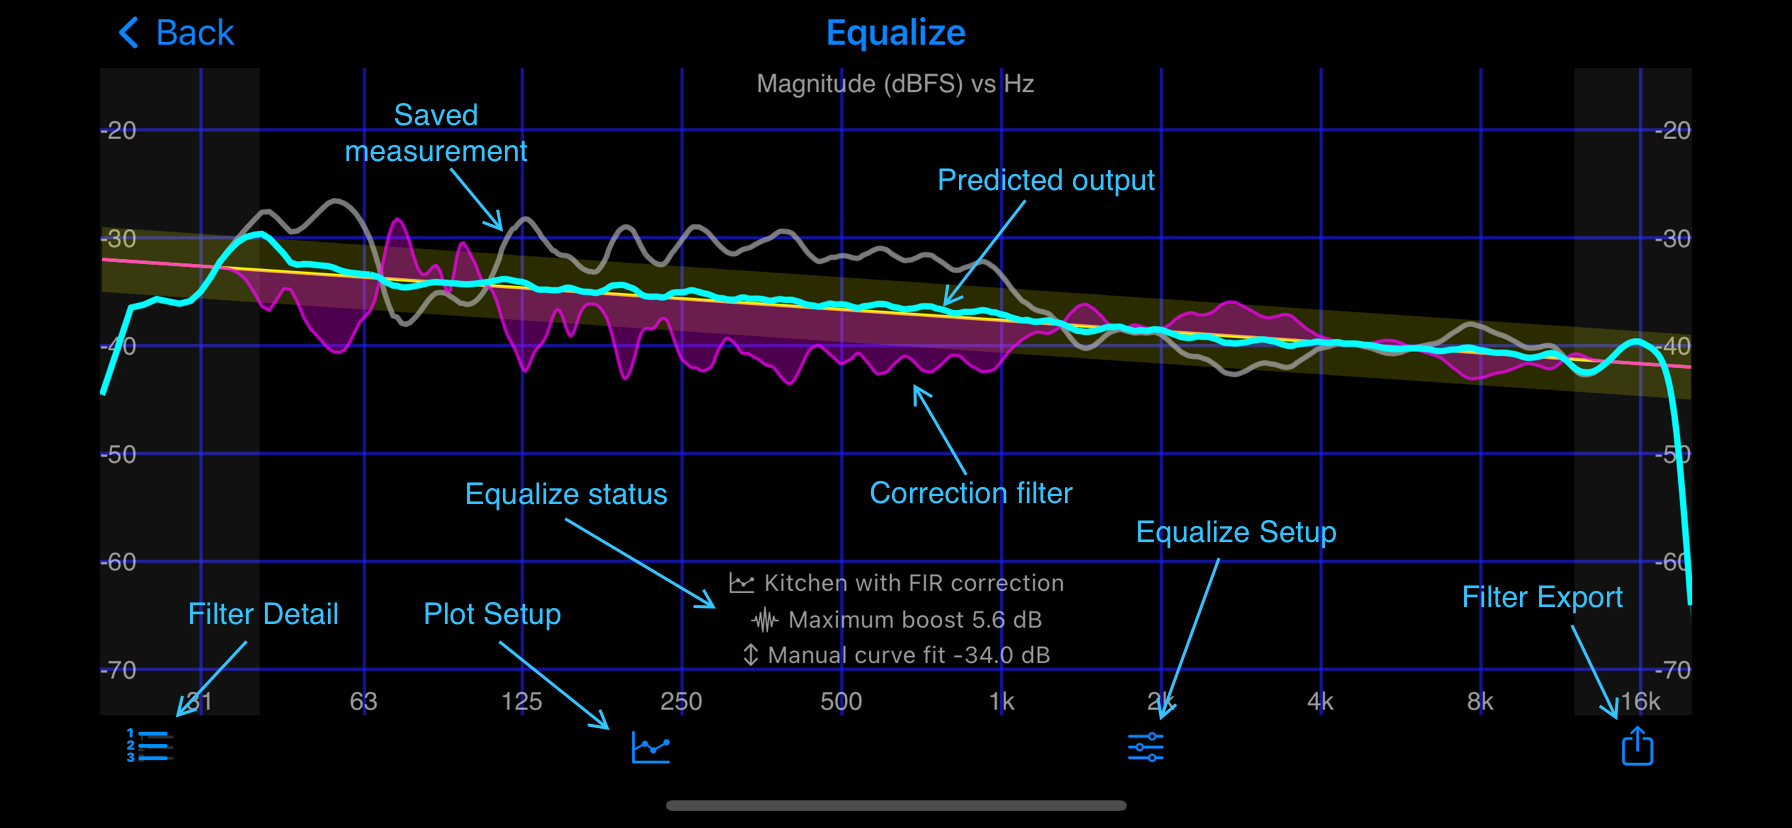 Back
Equalize
Magnitude (dBFS) vs Hz
Saved
measurement
-20
-20
Predicted output
-30
-30
-40
-40
-50
-50
Equalize status
Correction filter
Equalize Setup
-60
-60
Kitchen with FIR correction
Filter Export
Filter Detail
Plot Setup
Maximum boost 5.6 dB
Manual curve fit -34.0 dB
-70
-70
31 63 125 250 500 1k 2k 4k 8k 16k
1
2
3